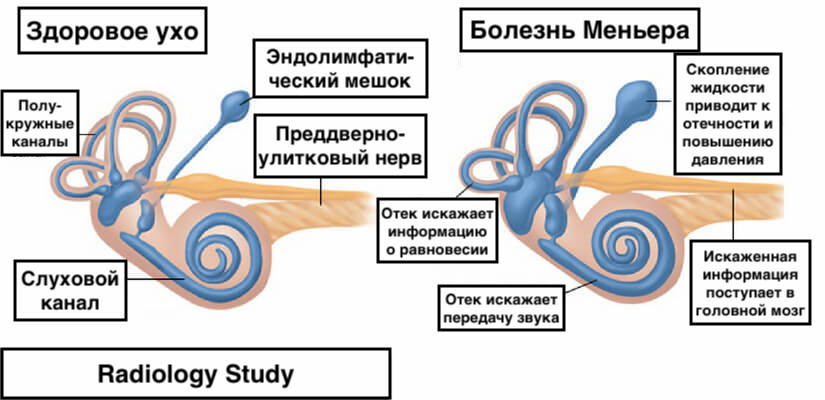 Здоровое ухо
Эндолимфати-
ческий мешок
Полу-
кружные
каналы
Преддверно-
улитковый нерв
Слуховой
канал
Болезнь Меньера
Скопление
жидкости
приводит к
отечности и
повышению
давления
Отек искажает
информацию
о равновесии
Отек искажает
передачу звука
Искаженная
информация
поступает в
головной мозг
Radiology Study